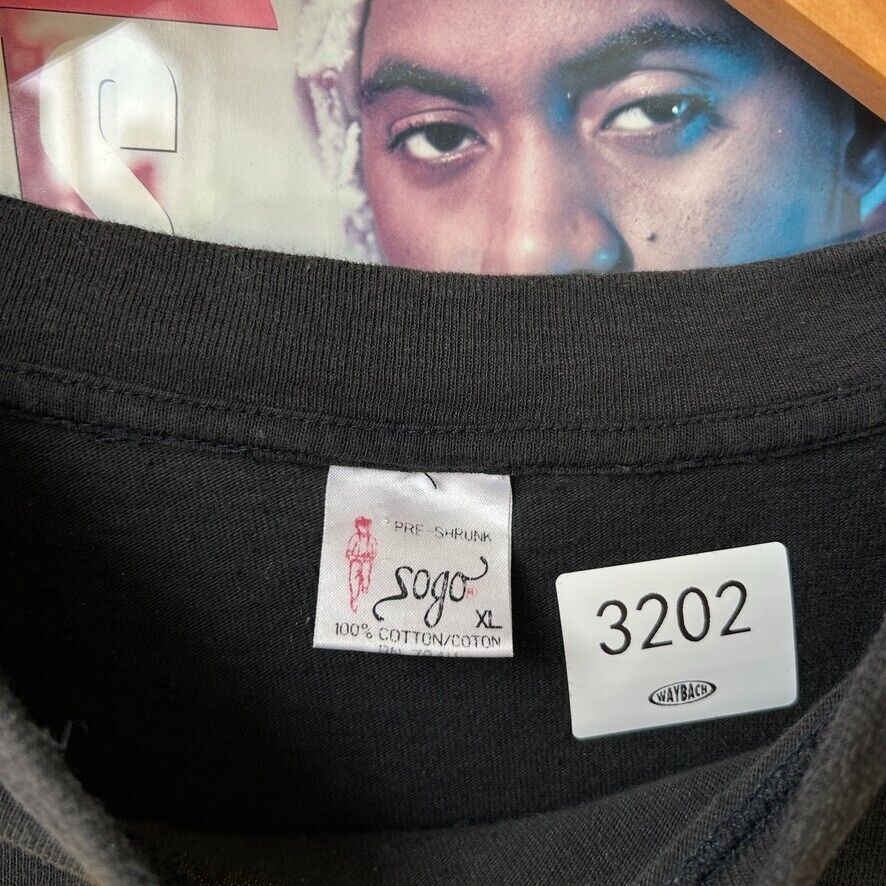 PRE-SHRUNK
sogo
XL
100% COTTON/COTON
3202
WAYBACH